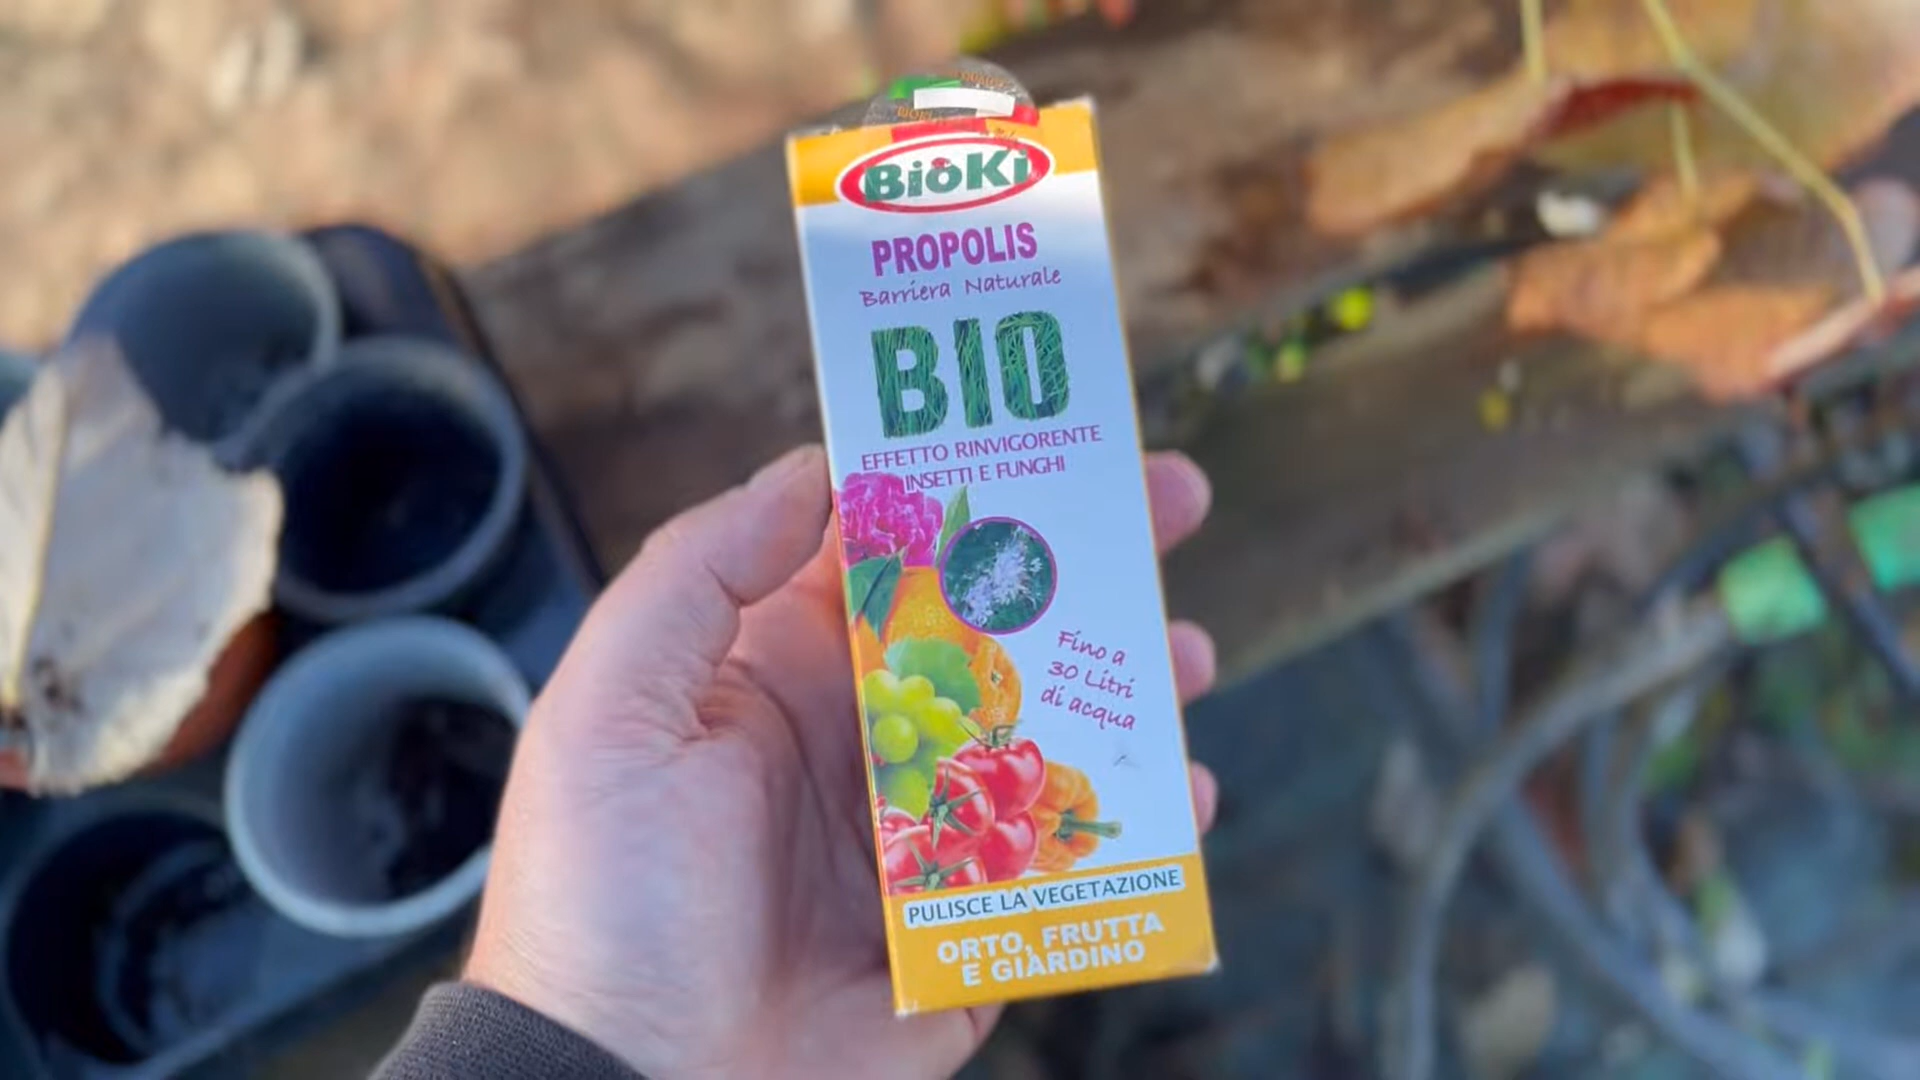 BiOKi
PROPOLIS
Barriera Naturale
BIO
EFFETTO RINVIGORENTE
INSETTI E FUNGHI
Fino a
30 Litri
di acqua
PULISCE LA VEGETAZIONE
ORTO, FRUTTA
E GIARDINO